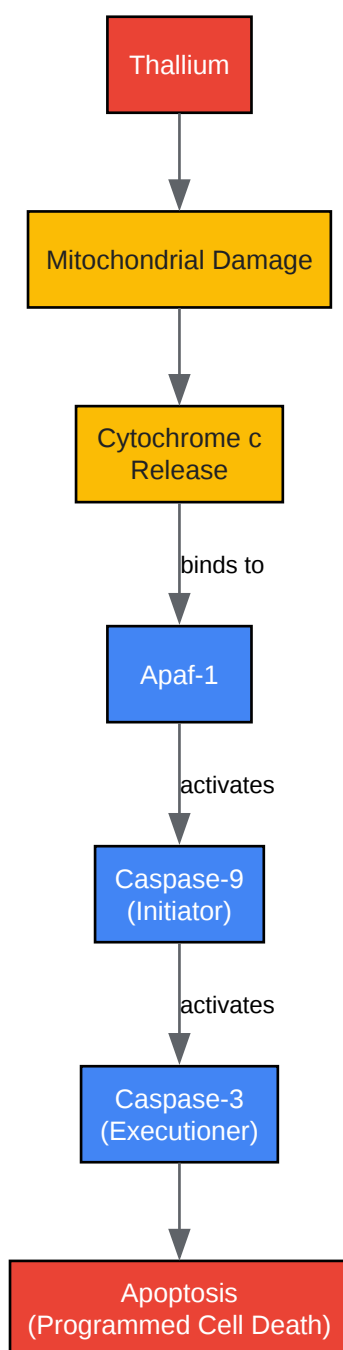 Thallium
Mitochondrial Damage
Cytochrome c
Release
binds to
Apaf-1
activates
Caspase-9
(Initiator)
activates
Caspase-3
(Executioner)
Apoptosis
(Programmed Cell Death)